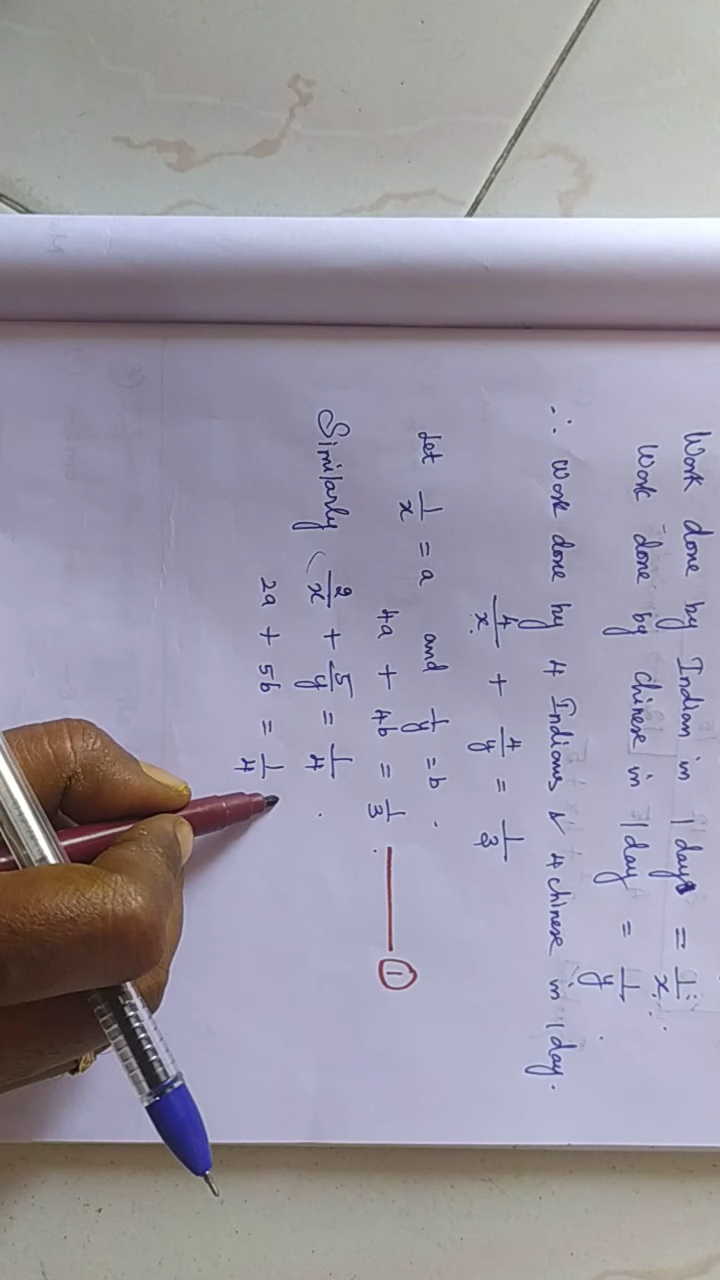 Work done by Indian in 1 day = 1/x.
Work done by chinese in 1 day = 1/y.
∴ Work done by 4 Indians & 4 chinese in 1 day.
4/x + 4/y = 1/3
Let 1/x = a and 1/y = b.
4a + 4b = 1/3. — ①
Similarly 2/x + 5/y = 1/4.
2a + 5b = 1/4